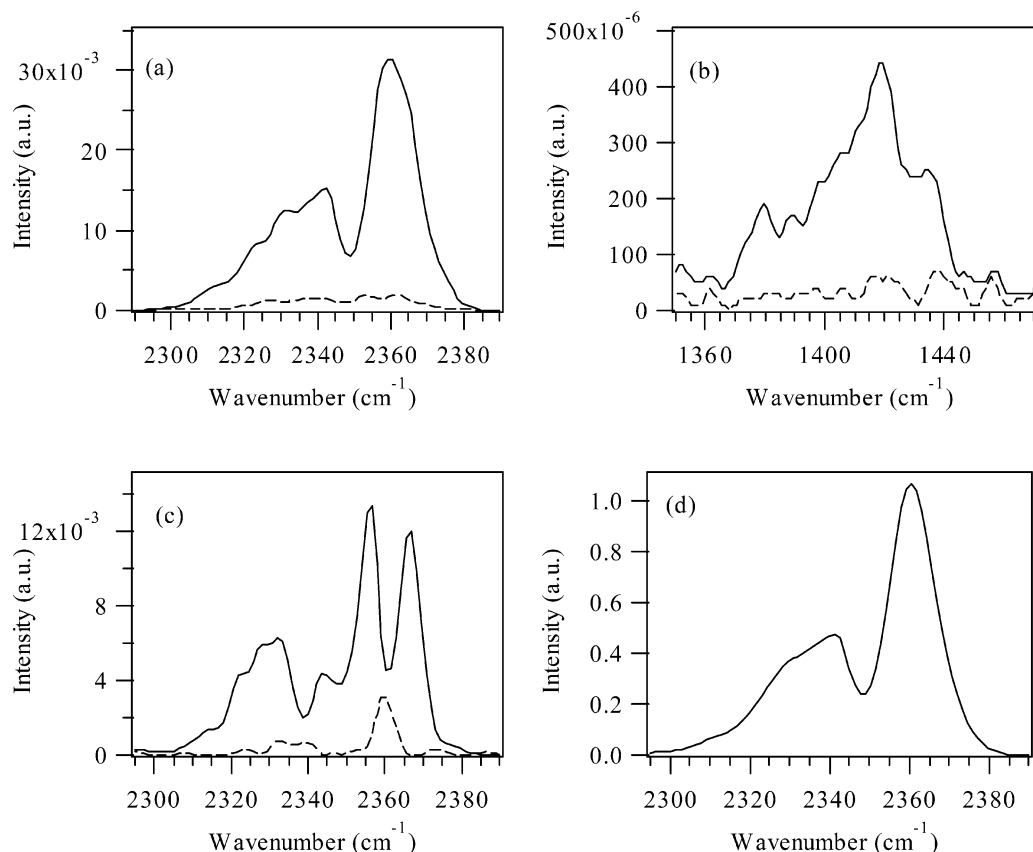 (a)
30x10-3
20
10
0
Intensity (a.u.)
2300 2320 2340 2360 2380
Wavenumber (cm-1)
(b)
500x10-6
400
300
200
100
0
Intensity (a.u.)
1360 1400 1440
Wavenumber (cm-1)
(c)
12x10-3
8
4
0
Intensity (a.u.)
2300 2320 2340 2360 2380
Wavenumber (cm-1)
(d)
1.0
0.8
0.6
0.4
0.2
0.0
Intensity (a.u.)
2300 2320 2340 2360 2380
Wavenumber (cm-1)